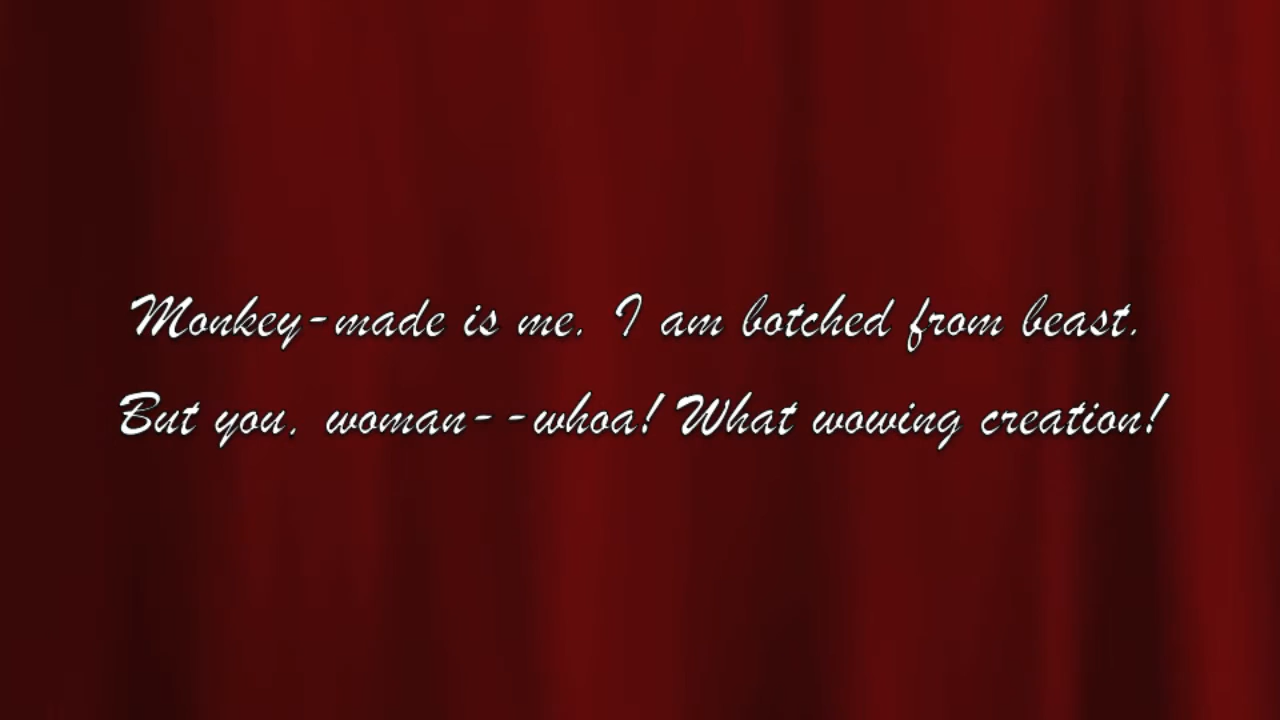 Monkey-made is me. I am botched from beast.
But you, woman--whoa! What wowing creation!